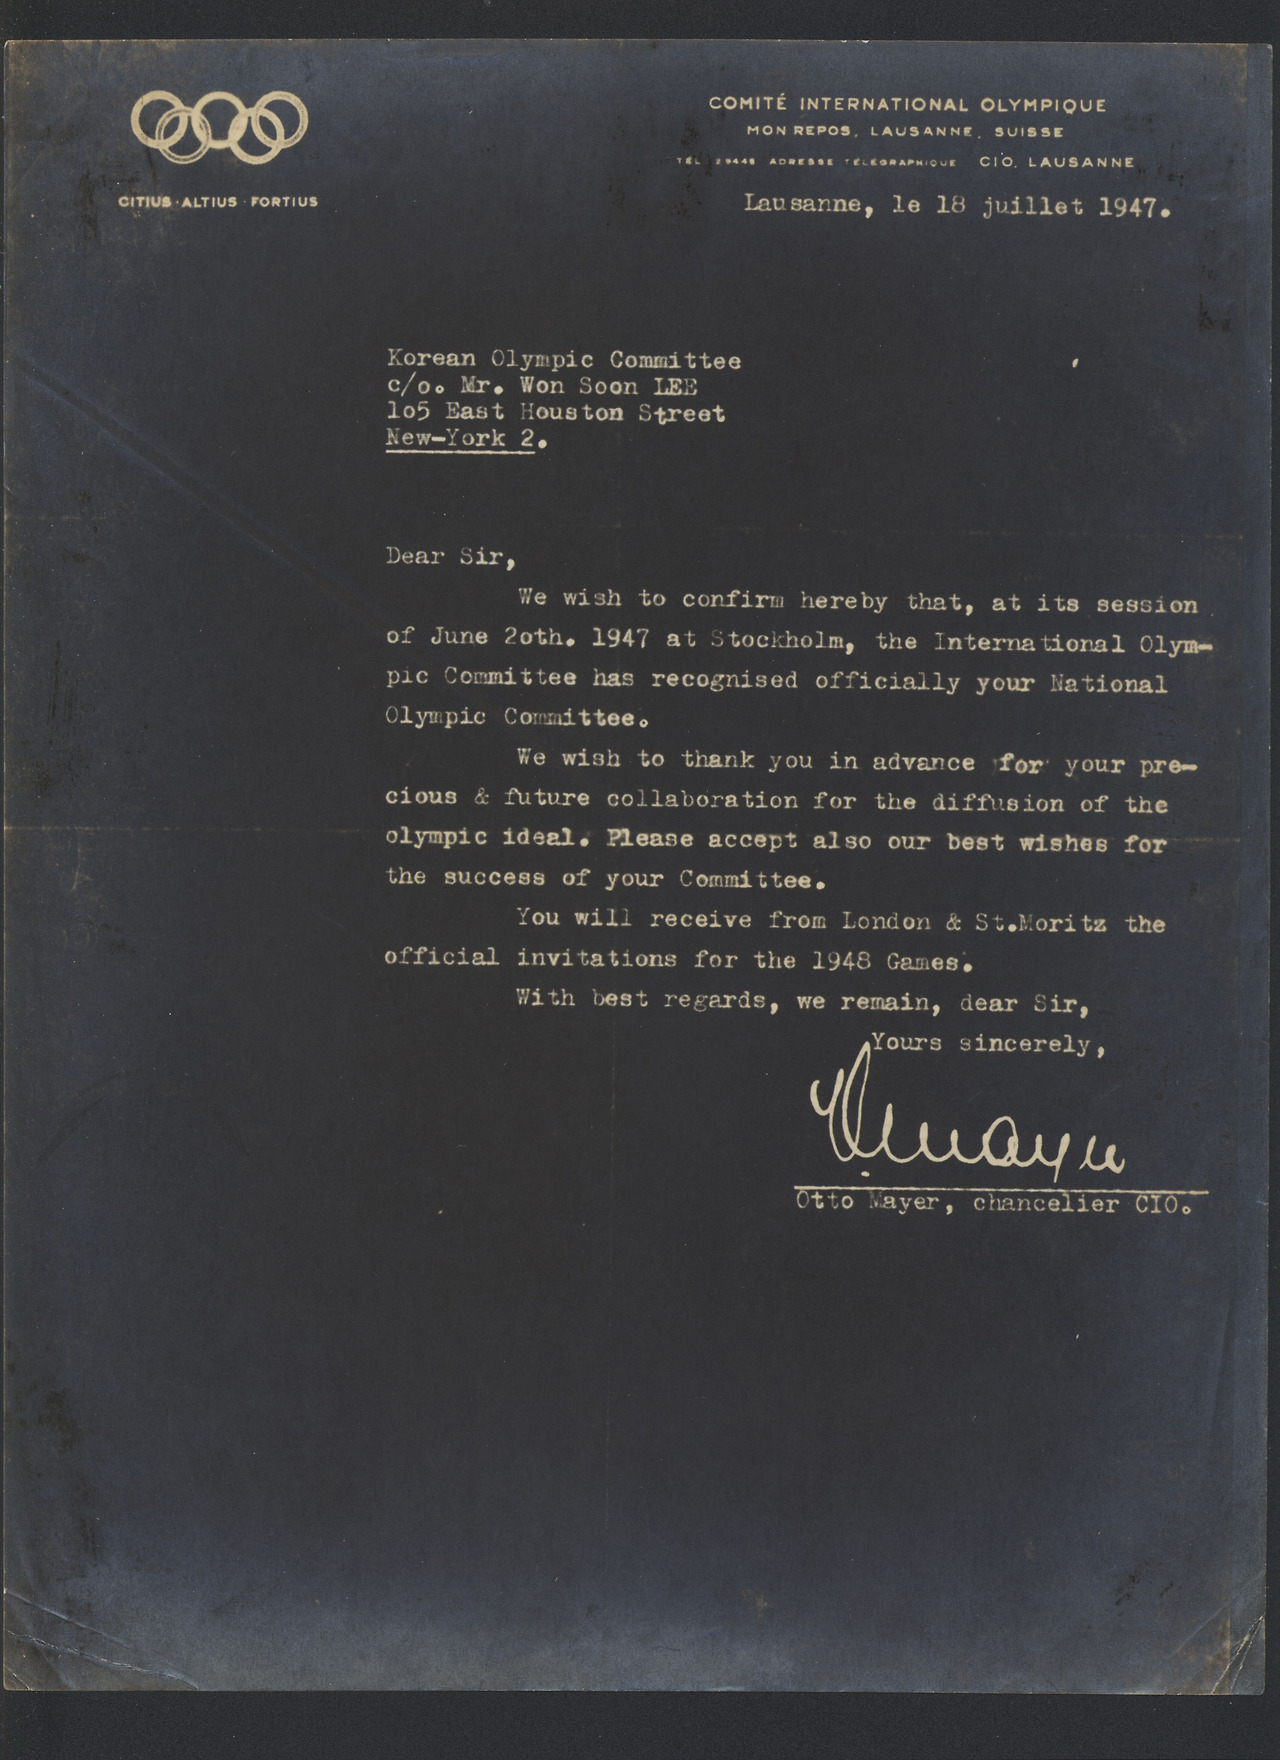 COMITÉ INTERNATIONAL OLYMPIQUE
MON REPOS, LAUSANNE, SUISSE
TÉL. 29448 ADRESSE TÉLÉGRAPHIQUE CIO, LAUSANNE
CITIUS · ALTIUS · FORTIUS
Lausanne, le 18 juillet 1947.
Korean Olympic Committee
c/o. Mr. Won Soon LEE
1o5 East Houston Street
New-York 2.
Dear Sir,
We wish to confirm hereby that, at its session
of June 2oth. 1947 at Stockholm, the International Olym-
pic Committee has recognised officially your National
Olympic Committee.
We wish to thank you in advance for your pre-
cious & future collaboration for the diffusion of the
olympic ideal. Please accept also our best wishes for
the success of your Committee.
You will receive from London & St.Moritz the
official invitations for the 1948 Games.
With best regards, we remain, dear Sir,
Yours sincerely,
Otto Mayer, chancelier CIO.